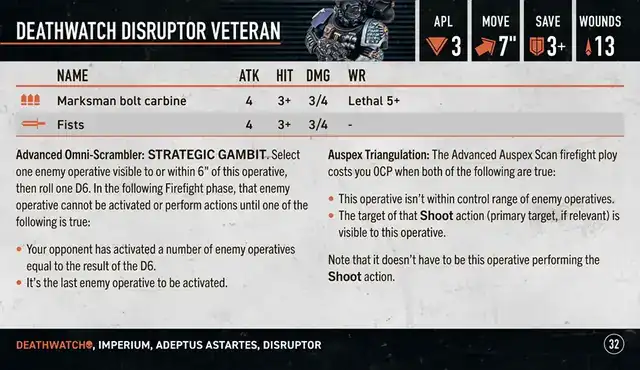 DEATHWATCH DISRUPTOR VETERAN
APL
3
MOVE
7"
SAVE
3+
WOUNDS
13
NAME ATK HIT DMG WR
Marksman bolt carbine 4 3+ 3/4 Lethal 5+
Fists 4 3+ 3/4 -
Advanced Omni-Scrambler: STRATEGIC GAMBIT. Select
one enemy operative visible to or within 6" of this operative,
then roll one D6. In the following Firefight phase, that enemy
operative cannot be activated or perform actions until one of the
following is true:
• Your opponent has activated a number of enemy operatives
equal to the result of the D6.
• It's the last enemy operative to be activated.
Auspex Triangulation: The Advanced Auspex Scan firefight ploy
costs you 0CP when both of the following are true:
• This operative isn't within control range of enemy operatives.
• The target of that Shoot action (primary target, if relevant) is
visible to this operative.
Note that it doesn't have to be this operative performing the
Shoot action.
DEATHWATCH, IMPERIUM, ADEPTUS ASTARTES, DISRUPTOR
32